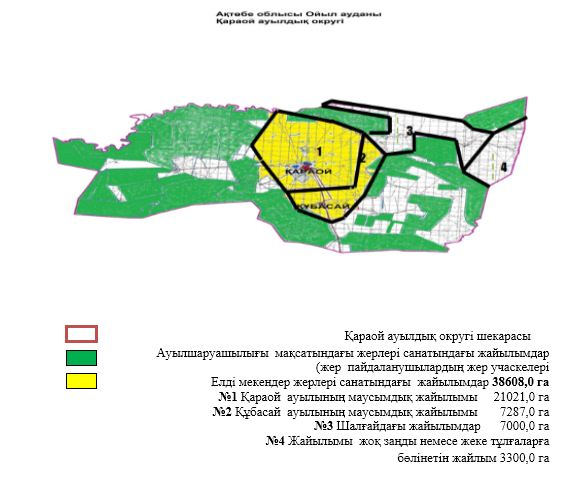 Ақтөбе облысы Ойыл ауданы
Қараой ауылдық округі
1
2
3
4
ҚАРАОЙ
ҚҰБАСАЙ
Қараой ауылдық округі шекарасы
Ауылшаруашылығы мақсатындағы жерлері санатындағы жайылымдар
(жер пайдаланушылардың жер учаскелері
Елді мекендер жерлері санатындағы жайылымдар 38608,0 га
№1 Қараой ауылының маусымдық жайылымы 21021,0 га
№2 Құбасай ауылының маусымдық жайылымы 7287,0 га
№3 Шалғайдағы жайылымдар 7000,0 га
№4 Жайылымы жоқ заңды немесе жеке тұлғаларға
бөлінетін жайлым 3300,0 га